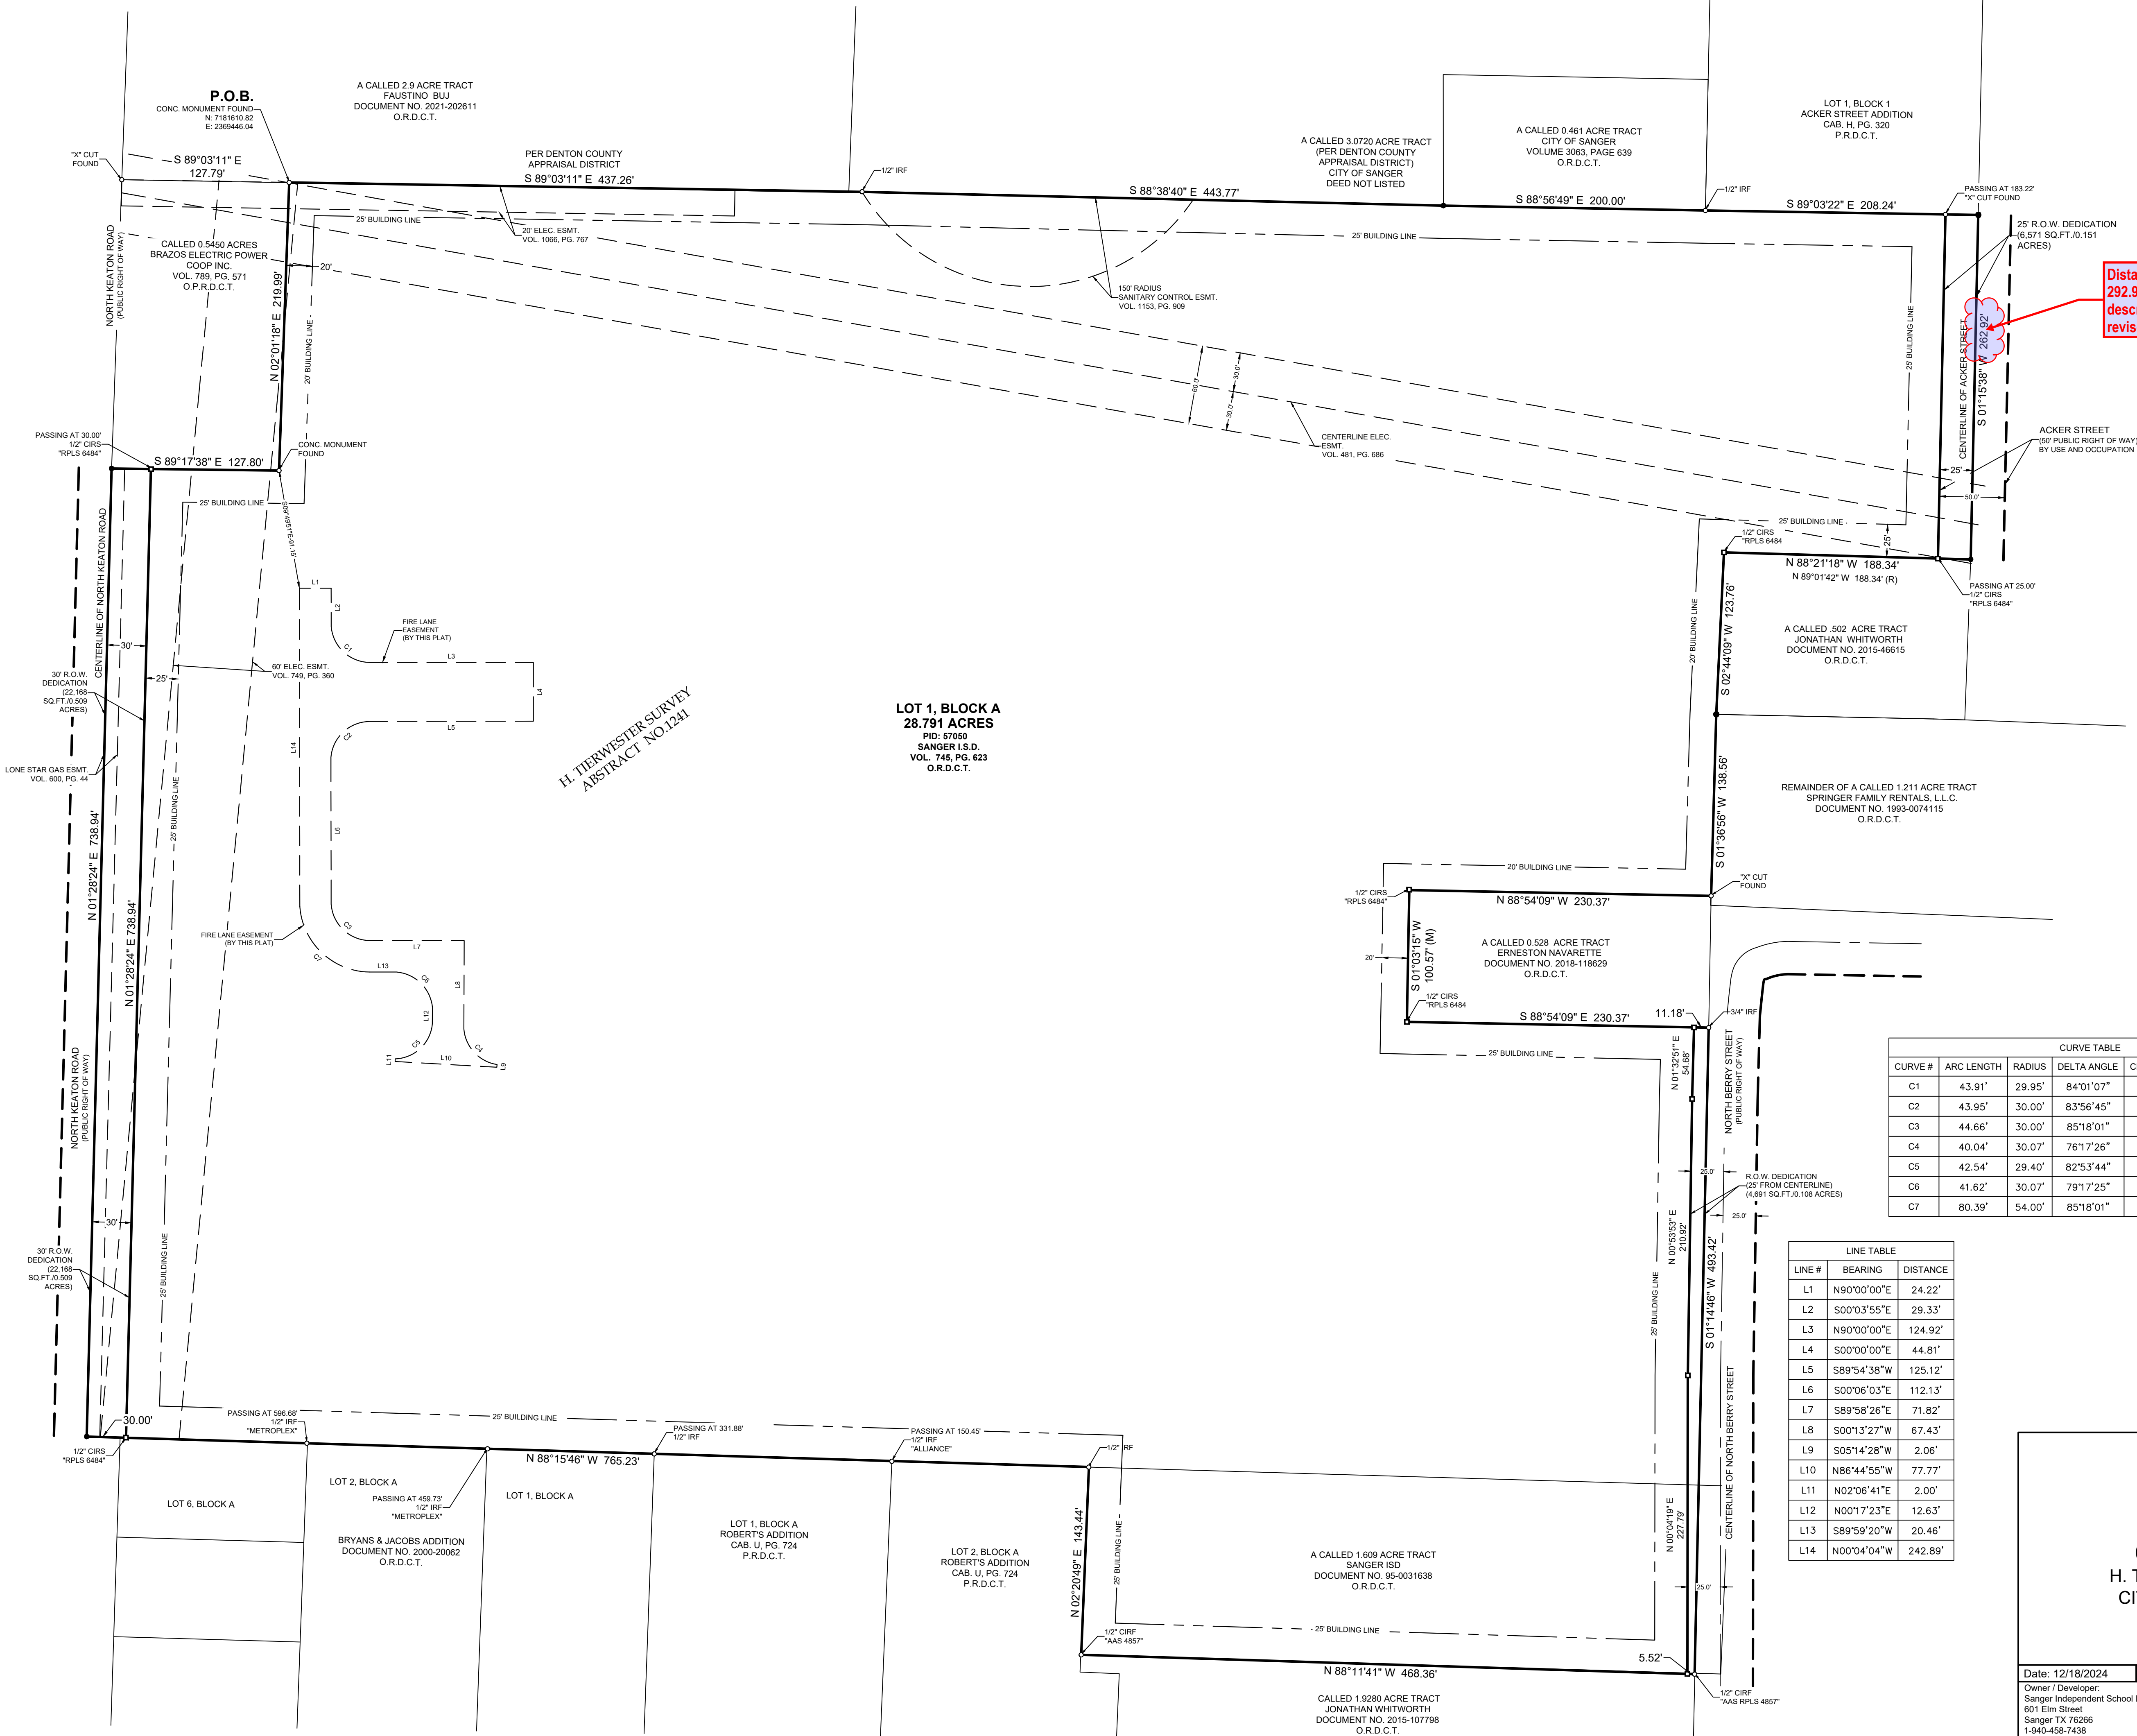 P.O.B.
CONC. MONUMENT FOUND
N: 7181610.82
E: 2369446.04
A CALLED 2.9 ACRE TRACT
FAUSTINO BUJ
DOCUMENT NO. 2021-202611
O.R.D.C.T.
"X" CUT
FOUND
S 89°03'11" E
127.79'
PER DENTON COUNTY
APPRAISAL DISTRICT
S 89°03'11" E 437.26'
1/2" IRF
A CALLED 3.0720 ACRE TRACT
(PER DENTON COUNTY
APPRAISAL DISTRICT)
CITY OF SANGER
DEED NOT LISTED
S 88°38'40" E 443.77'
A CALLED 0.461 ACRE TRACT
CITY OF SANGER
VOLUME 3063, PAGE 639
O.R.D.C.T.
S 88°56'49" E 200.00'
1/2" IRF
LOT 1, BLOCK 1
ACKER STREET ADDITION
CAB. H, PG. 320
P.R.D.C.T.
S 89°03'22" E 208.24'
PASSING AT 183.22'
"X" CUT FOUND
25' R.O.W. DEDICATION
(6,571 SQ.FT./0.151
ACRES)
292.9
revis
CENTERLINE OF ACKER STREET
S 01°15'38" W 262.92'
ACKER STREET
(50' PUBLIC RIGHT OF WAY)
BY USE AND OCCUPATION
25'
50.0'
NORTH KEATON ROAD
(PUBLIC RIGHT OF WAY)
CALLED 0.5450 ACRES
BRAZOS ELECTRIC POWER
COOP INC.
VOL. 789, PG. 571
O.P.R.D.C.T.
N 02°01'18" E 219.99'
20'
20' BUILDING LINE
25' BUILDING LINE
20' ELEC. ESMT.
VOL. 1066, PG. 767
150' RADIUS
SANITARY CONTROL ESMT.
VOL. 1153, PG. 909
25' BUILDING LINE
25' BUILDING LINE
60.0'
30.0'
30.0'
CENTERLINE ELEC.
ESMT.
VOL. 481, PG. 686
PASSING AT 30.00'
1/2" CIRS
"RPLS 6484"
S 89°17'38" E 127.80'
CONC. MONUMENT
FOUND
25' BUILDING LINE
S09°49'51"E-91.15'
25' BUILDING LINE
25'
1/2" CIRS
"RPLS 6484
N 88°21'18" W 188.34'
N 89°01'42" W 188.34' (R)
PASSING AT 25.00'
1/2" CIRS
"RPLS 6484"
A CALLED .502 ACRE TRACT
JONATHAN WHITWORTH
DOCUMENT NO. 2015-46615
O.R.D.C.T.
S 02°44'09" W 123.76'
20' BUILDING LINE
CENTERLINE OF NORTH KEATON ROAD
L1
L2
C1
FIRE LANE
EASEMENT
(BY THIS PLAT)
L3
L4
L5
C2
L14
L6
30'
25'
60' ELEC. ESMT.
VOL. 749, PG. 360
30' R.O.W.
DEDICATION
(22,168
SQ.FT./0.509
ACRES)
LONE STAR GAS ESMT.
VOL. 600, PG. 44
H. TIERWESTER SURVEY
ABSTRACT NO.1241
LOT 1, BLOCK A
28.791 ACRES
PID: 57050
SANGER I.S.D.
VOL. 745, PG. 623
O.R.D.C.T.
S 01°36'56" W 138.56'
REMAINDER OF A CALLED 1.211 ACRE TRACT
SPRINGER FAMILY RENTALS, L.L.C.
DOCUMENT NO. 1993-0074115
O.R.D.C.T.
N 01°28'24" E 738.94'
N 01°28'24" E 738.94'
25' BUILDING LINE
20' BUILDING LINE
"X" CUT
FOUND
1/2" CIRS
"RPLS 6484"
N 88°54'09" W 230.37'
FIRE LANE EASEMENT
(BY THIS PLAT)
C3
L7
C7
L13
C6
L8
L12
C5
C4
L11
L10
L9
20'
S 01°03'15" W
100.57' (M)
A CALLED 0.528 ACRE TRACT
ERNESTON NAVARETTE
DOCUMENT NO. 2018-118629
O.R.D.C.T.
1/2" CIRS
"RPLS 6484
S 88°54'09" E 230.37'
11.18'
3/4" IRF
25' BUILDING LINE
N 01°32'51" E
54.68'
NORTH BERRY STREET
(PUBLIC RIGHT OF WAY)
NORTH KEATON ROAD
(PUBLIC RIGHT OF WAY)
CURVE TABLE
CURVE # ARC LENGTH RADIUS DELTA ANGLE
C1 43.91' 29.95' 84°01'07"
C2 43.95' 30.00' 83°56'45"
C3 44.66' 30.00' 85°18'01"
C4 40.04' 30.07' 76°17'26"
C5 42.54' 29.40' 82°53'44"
C6 41.62' 30.07' 79°17'25"
C7 80.39' 54.00' 85°18'01"
25.0'
R.O.W. DEDICATION
(25' FROM CENTERLINE)
(4,691 SQ.FT./0.108 ACRES)
25.0'
N 00°53'53" E
210.92'
S 01°14'46" W 493.42'
25' BUILDING LINE
30'
30' R.O.W.
DEDICATION
(22,168
SQ.FT./0.509
ACRES)
25' BUILDING LINE
LINE TABLE
LINE # BEARING DISTANCE
L1 N90°00'00"E 24.22'
L2 S00°03'55"E 29.33'
L3 N90°00'00"E 124.92'
L4 S00°00'00"E 44.81'
L5 S89°54'38"W 125.12'
L6 S00°06'03"E 112.13'
L7 S89°58'26"E 71.82'
L8 S00°13'27"W 67.43'
L9 S05°14'28"W 2.06'
L10 N86°44'55"W 77.77'
L11 N02°06'41"E 2.00'
L12 N00°17'23"E 12.63'
L13 S89°59'20"W 20.46'
L14 N00°04'04"W 242.89'
30.00'
1/2" CIRS
"RPLS 6484"
PASSING AT 596.68'
1/2" IRF
"METROPLEX"
25' BUILDING LINE
N 88°15'46" W 765.23'
PASSING AT 331.88'
1/2" IRF
PASSING AT 150.45'
1/2" IRF
"ALLIANCE"
1/2" IRF
LOT 6, BLOCK A
LOT 2, BLOCK A
PASSING AT 459.73'
1/2" IRF
"METROPLEX"
LOT 1, BLOCK A
BRYANS & JACOBS ADDITION
DOCUMENT NO. 2000-20062
O.R.D.C.T.
LOT 1, BLOCK A
ROBERT'S ADDITION
CAB. U, PG. 724
P.R.D.C.T.
LOT 2, BLOCK A
ROBERT'S ADDITION
CAB. U, PG. 724
P.R.D.C.T.
N 02°20'49" E 143.44'
25' BUILDING LINE
A CALLED 1.609 ACRE TRACT
SANGER ISD
DOCUMENT NO. 95-0031638
O.R.D.C.T.
N 00°04'19" E
227.79'
CENTERLINE OF NORTH BERRY STREET
25.0'
1/2" CIRF
"AAS 4857"
25' BUILDING LINE
N 88°11'41" W 468.36'
5.52'
1/2" CIRF
"AAS RPLS 4857"
CALLED 1.9280 ACRE TRACT
JONATHAN WHITWORTH
DOCUMENT NO. 2015-107798
O.R.D.C.T.
H. T
CI
Date: 12/18/2024
Owner / Developer:
Sanger Independent School
601 Elm Street
Sanger TX 76266
1-940-458-7438